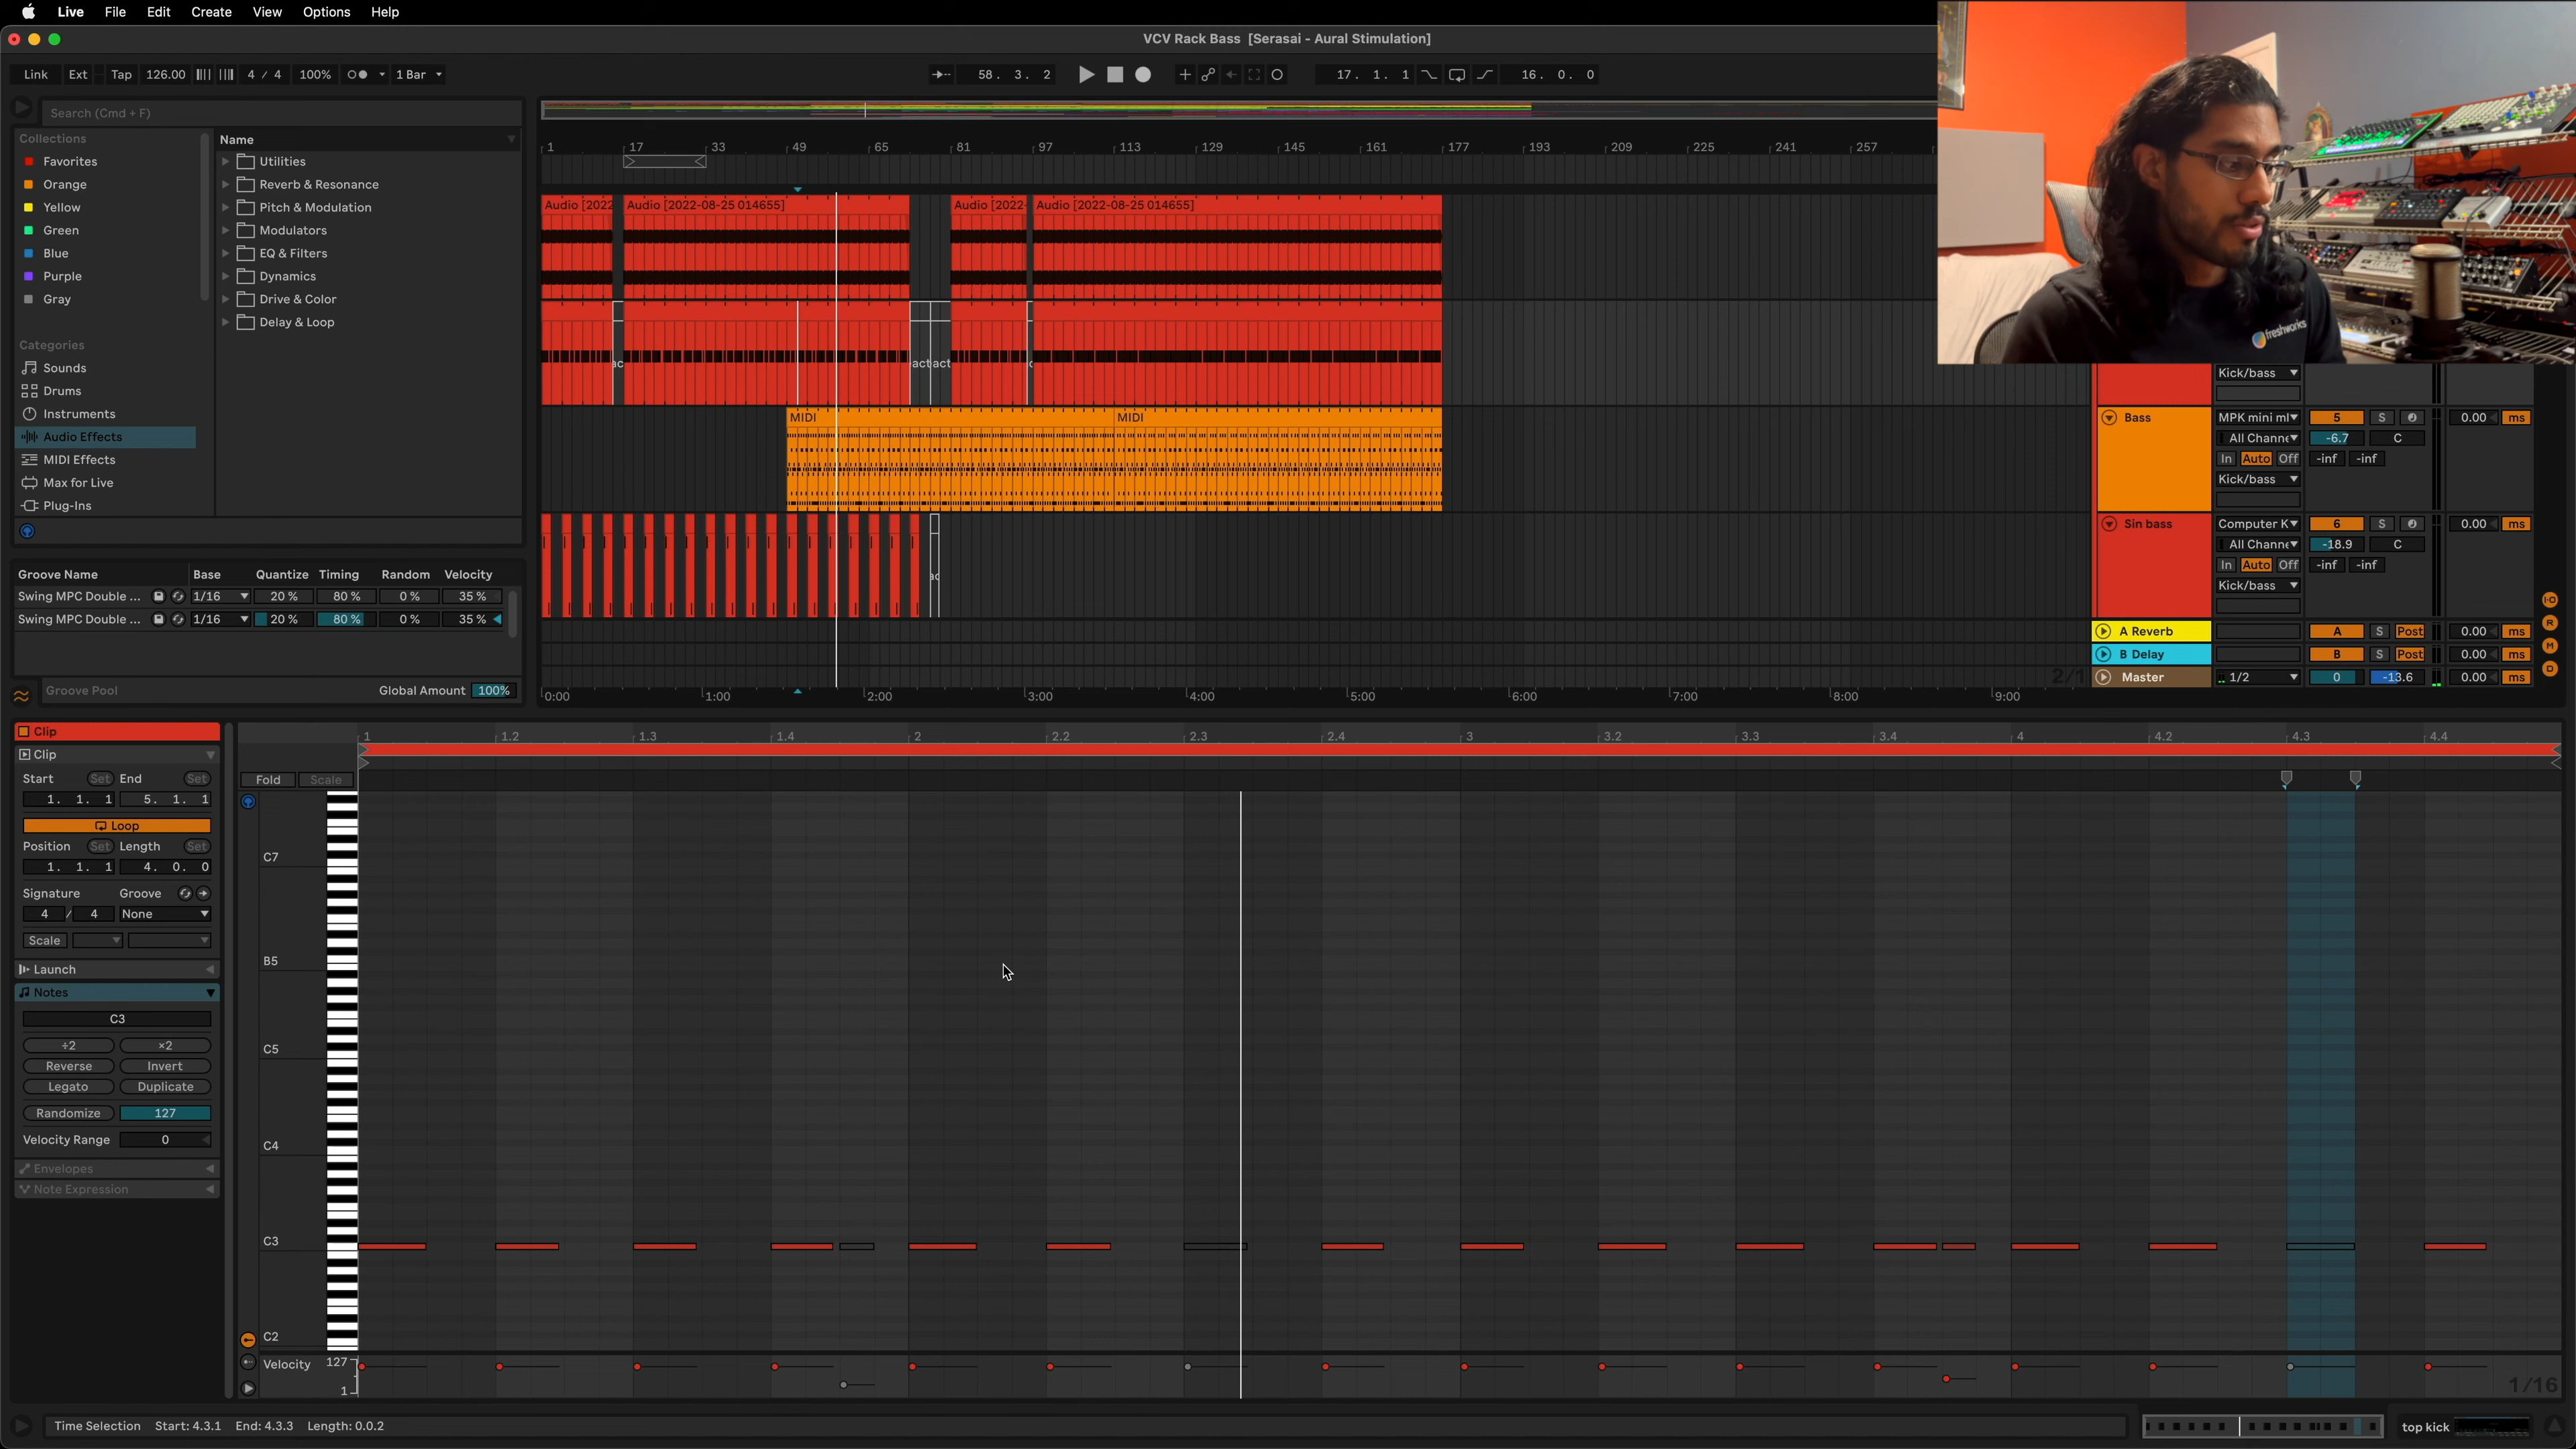 Live File Edit Create View Options Help
VCV Rack Bass [Serasai - Aural Stimulation]
Link Ext Tap 126.00 4 / 4 100% 1 Bar 58. 3. 2 17. 1. 1 16. 0. 0
Search (Cmd + F)
Collections
Favorites
Orange
Yellow
Green
Blue
Purple
Gray
Categories
Sounds
Drums
Instruments
Audio Effects
MIDI Effects
Max for Live
Plug-Ins
Name
Utilities
Reverb & Resonance
Pitch & Modulation
Modulators
EQ & Filters
Dynamics
Drive & Color
Delay & Loop
Groove Name Base Quantize Timing Random Velocity
Swing MPC Double ... 1/16 20 % 80 % 0 % 35 %
Swing MPC Double ... 1/16 20 % 80 % 0 % 35 %
Groove Pool Global Amount 100%
1 17 33 49 65 81 97 113 129 145 161 177 193 209 225 241 257
Audio [2022 Audio [2022-08-25 014655] Audio [2022- Audio [2022-08-25 014655]
act act
MIDI MIDI
0:00 1:00 2:00 3:00 4:00 5:00 6:00 7:00 8:00 9:00
2/1
freshworks
Kick/bass
Bass MPK mini 5 S 0.00 ms
All Channe -6.7 C
In Auto Off -inf -inf
Kick/bass
Sin bass Computer K 6 S 0.00 ms
All Channe -18.9 C
In Auto Off -inf -inf
Kick/bass
A Reverb A S Post 0.00 ms
B Delay B S Post 0.00 ms
Master 1/2 0 -13.6 0.00 ms
I·O
R
M
D
Clip
Clip
Start Set End Set
1. 1. 1 5. 1. 1
Loop
Position Set Length Set
1. 1. 1 4. 0. 0
Signature Groove
4 / 4 None
Scale
Launch
Notes
C3
÷2 ×2
Reverse Invert
Legato Duplicate
Randomize 127
Velocity Range 0
Envelopes
Note Expression
1 1.2 1.3 1.4 2 2.2 2.3 2.4 3 3.2 3.3 3.4 4 4.2 4.3 4.4
Fold Scale
C7
B5
C5
C4
C3
C2
Velocity 127
1
1/16
Time Selection Start: 4.3.1 End: 4.3.3 Length: 0.0.2
top kick